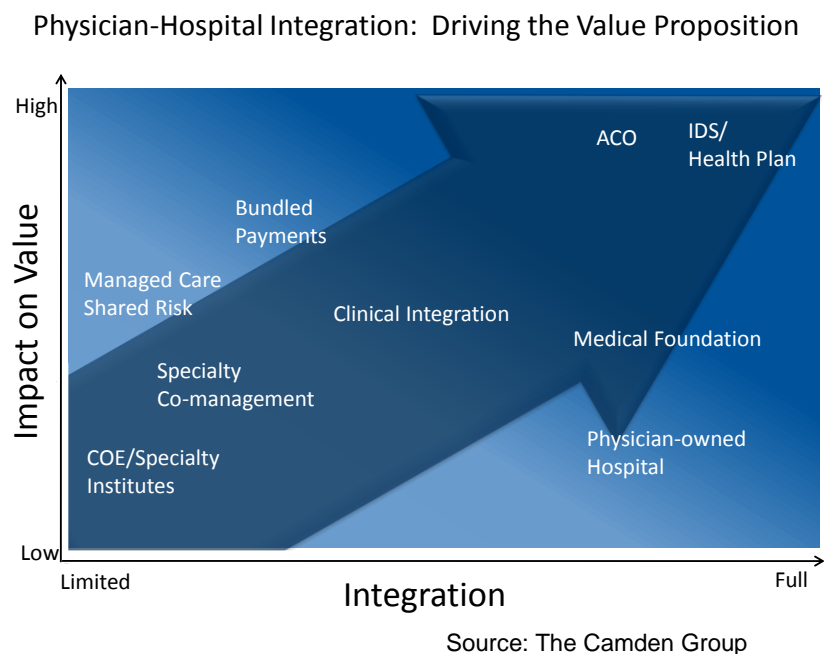 Physician-Hospital Integration:  Driving the Value Proposition
High
ACO
IDS/
Health Plan
Bundled
Payments
Managed Care
Shared Risk
Clinical Integration
Medical Foundation
Specialty
Co-management
Physician-owned
Hospital
COE/Specialty
Institutes
Impact on Value
Low
Limited
Full
Integration
Source: The Camden Group